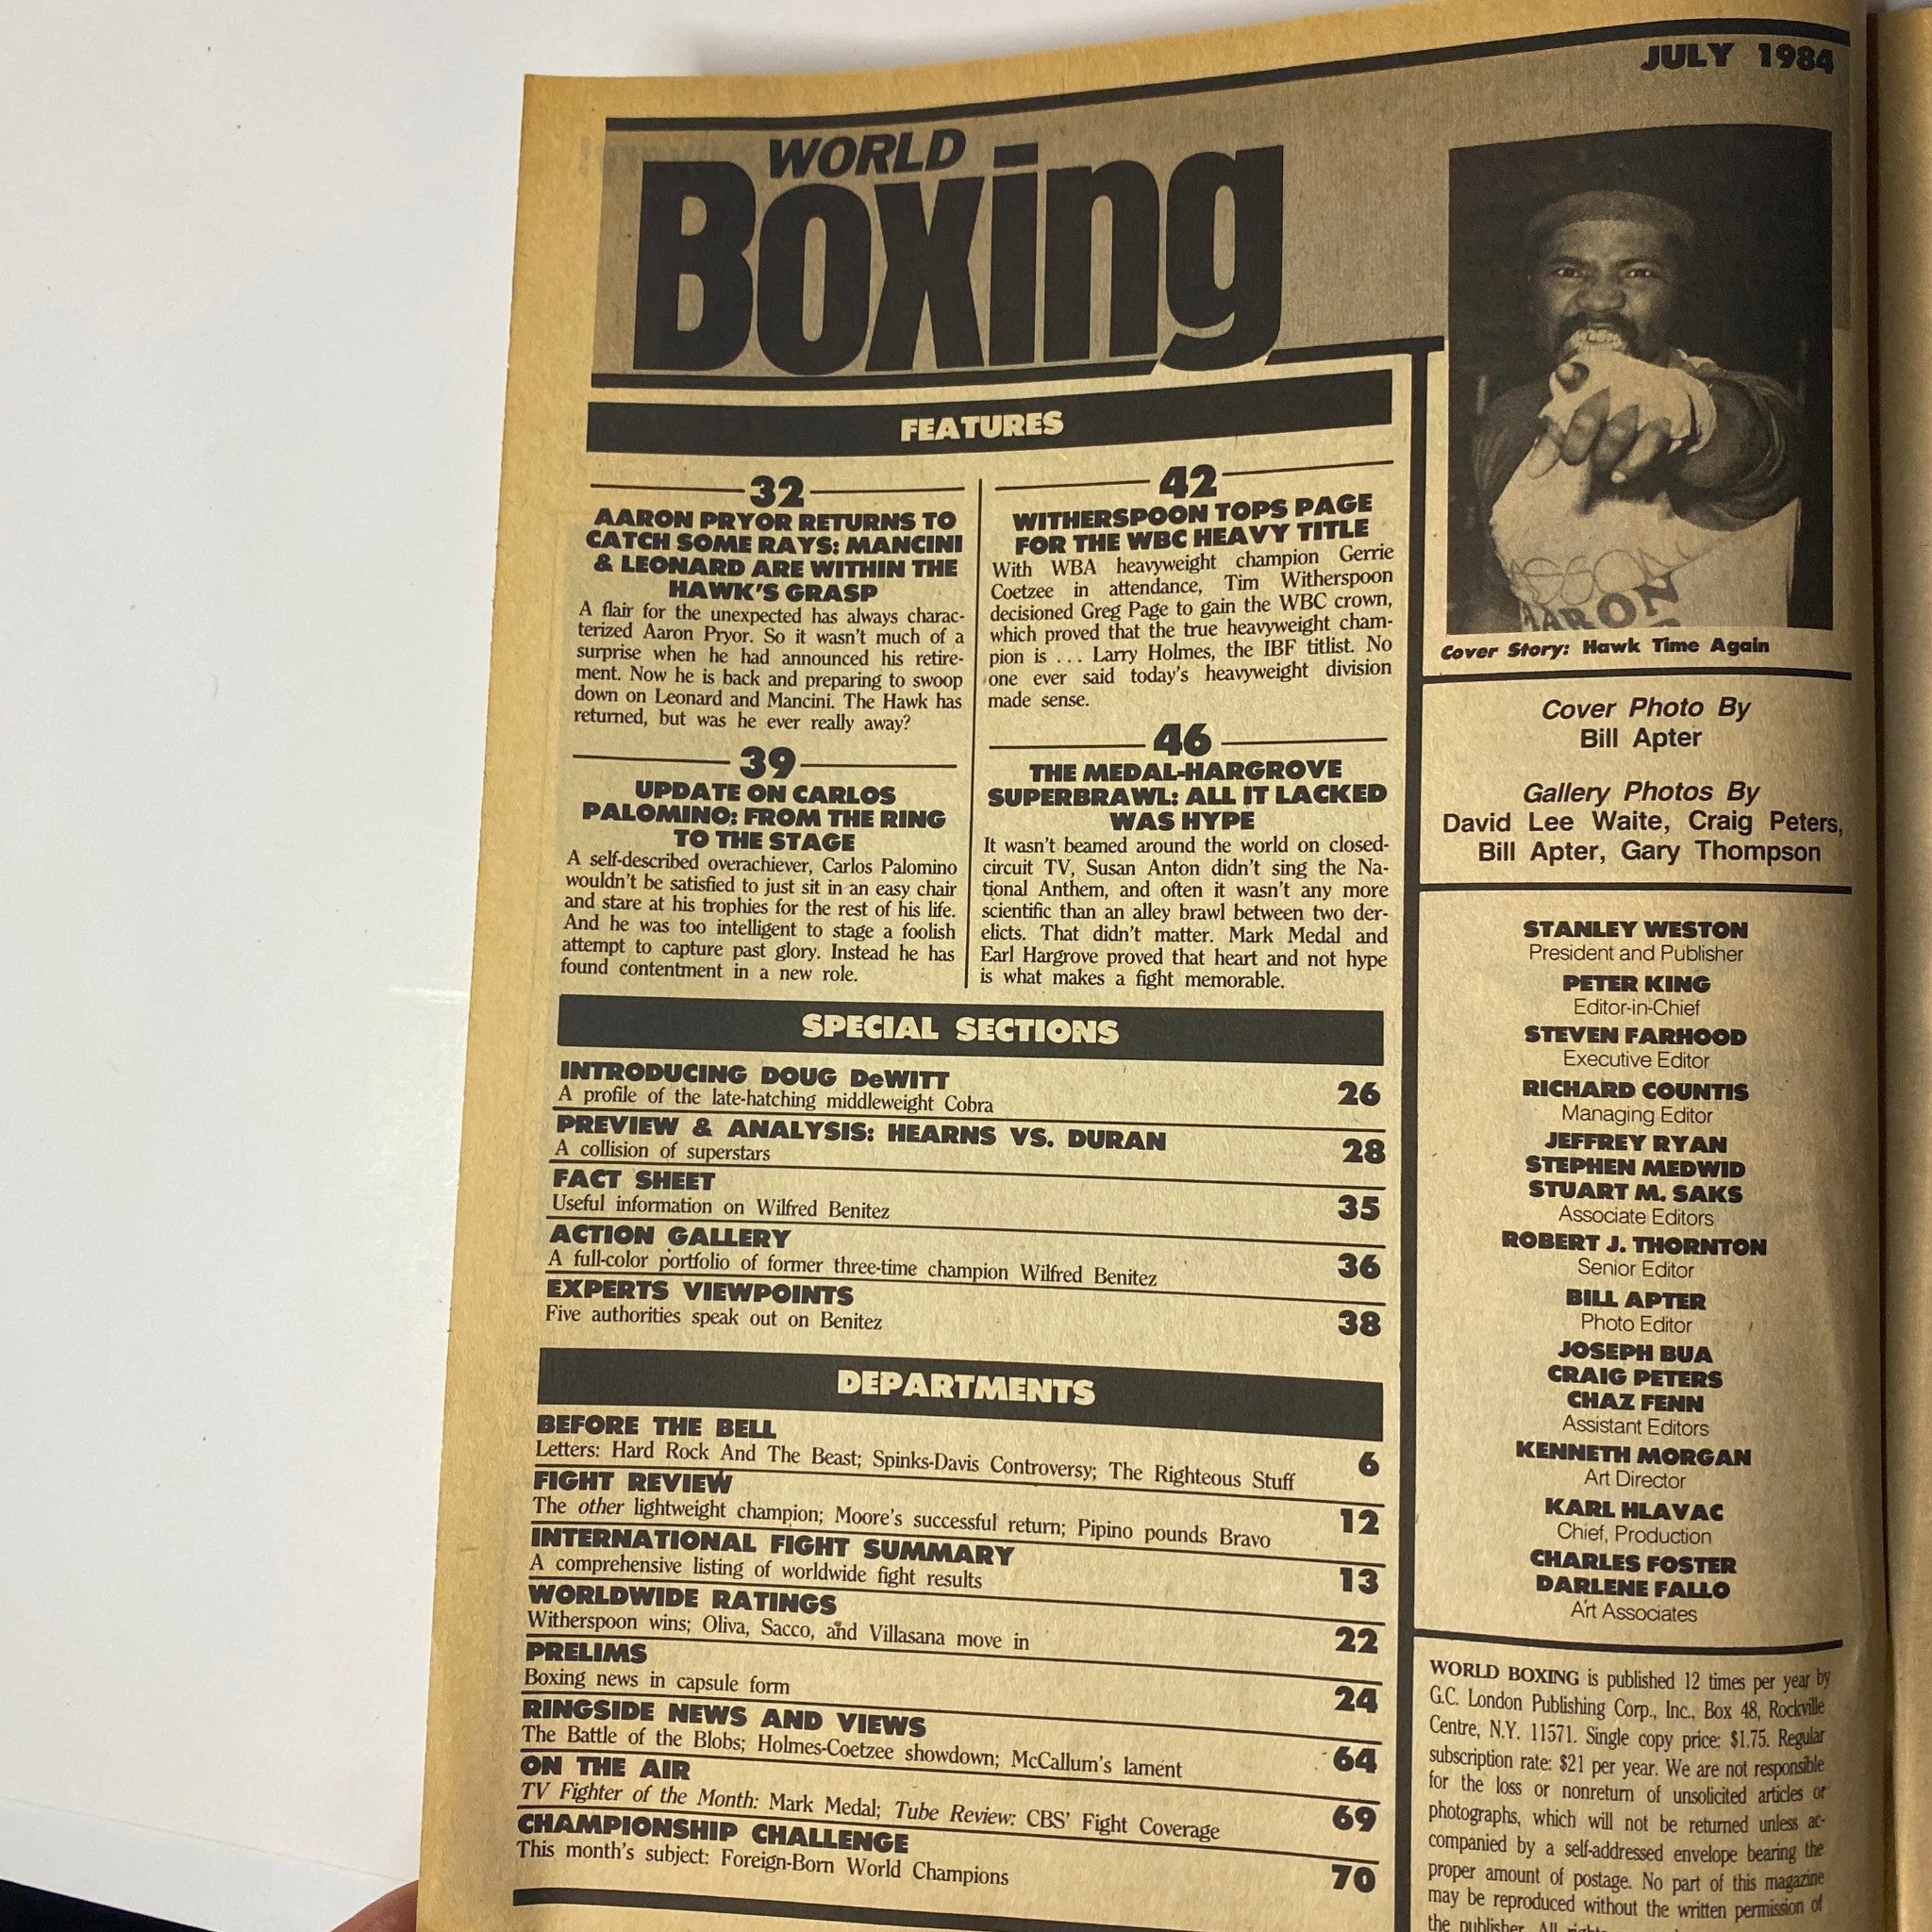 JULY 1984
WORLD
Boxing
FEATURES
32
AARON PRYOR RETURNS TO
CATCH SOME RAYS: MANCINI
& LEONARD ARE WITHIN THE
HAWK'S GRASP
A flair for the unexpected has always charac-
terized Aaron Pryor. So it wasn't much of a
surprise when he had announced his retire-
ment. Now he is back and preparing to swoop
down on Leonard and Mancini. The Hawk has
returned, but was he ever really away?
39
UPDATE ON CARLOS
PALOMINO: FROM THE RING
TO THE STAGE
A self-described overachiever, Carlos Palomino
wouldn't be satisfied to just sit in an easy chair
and stare at his trophies for the rest of his life.
And he was too intelligent to stage a foolish
attempt to capture past glory. Instead he has
found contentment in a new role.
42
WITHERSPOON TOPS PAGE
FOR THE WBC HEAVY TITLE
With WBA heavyweight champion Gerrie
Coetzee in attendance, Tim Witherspoon
decisioned Greg Page to gain the WBC crown,
which proved that the true heavyweight cham-
pion is ... Larry Holmes, the IBF titlist. No
one ever said today's heavyweight division
made sense.
46
THE MEDAL-HARGROVE
SUPERBRAWL: ALL IT LACKED
WAS HYPE
It wasn't beamed around the world on closed-
circuit TV, Susan Anton didn't sing the Na-
tional Anthem, and often it wasn't any more
scientific than an alley brawl between two der-
elicts. That didn't matter. Mark Medal and
Earl Hargrove proved that heart and not hype
is what makes a fight memorable.
SPECIAL SECTIONS
INTRODUCING DOUG DeWITT
A profile of the late-hatching middleweight Cobra 26
PREVIEW & ANALYSIS: HEARNS VS. DURAN
A collision of superstars 28
FACT SHEET
Useful information on Wilfred Benitez 35
ACTION GALLERY
A full-color portfolio of former three-time champion Wilfred Benitez 36
EXPERTS VIEWPOINTS
Five authorities speak out on Benitez 38
DEPARTMENTS
BEFORE THE BELL
Letters: Hard Rock And The Beast; Spinks-Davis Controversy; The Righteous Stuff 6
FIGHT REVIEW
The other lightweight champion; Moore's successful return; Pipino pounds Bravo 12
INTERNATIONAL FIGHT SUMMARY
A comprehensive listing of worldwide fight results 13
WORLDWIDE RATINGS
Witherspoon wins; Oliva, Sacco, and Villasana move in 22
PRELIMS
Boxing news in capsule form 24
RINGSIDE NEWS AND VIEWS
The Battle of the Blobs; Holmes-Coetzee showdown; McCallum's lament 64
ON THE AIR
TV Fighter of the Month: Mark Medal; Tube Review: CBS' Fight Coverage 69
CHAMPIONSHIP CHALLENGE
This month's subject: Foreign-Born World Champions 70
AARON
Cover Story: Hawk Time Again
Cover Photo By
Bill Apter
Gallery Photos By
David Lee Waite, Craig Peters,
Bill Apter, Gary Thompson
STANLEY WESTON
President and Publisher
PETER KING
Editor-in-Chief
STEVEN FARHOOD
Executive Editor
RICHARD COUNTIS
Managing Editor
JEFFREY RYAN
STEPHEN MEDWID
STUART M. SAKS
Associate Editors
ROBERT J. THORNTON
Senior Editor
BILL APTER
Photo Editor
JOSEPH BUA
CRAIG PETERS
CHAZ FENN
Assistant Editors
KENNETH MORGAN
Art Director
KARL HLAVAC
Chief, Production
CHARLES FOSTER
DARLENE FALLO
Art Associates
WORLD BOXING is published 12 times per year by
G.C. London Publishing Corp., Inc., Box 48, Rockville
Centre, N.Y. 11571. Single copy price: $1.75. Regular
subscription rate: $21 per year. We are not responsible
for the loss or nonreturn of unsolicited articles or
photographs, which will not be returned unless ac-
companied by a self-addressed envelope bearing the
proper amount of postage. No part of this magazine
may be reproduced without the written permission of
the publisher. All